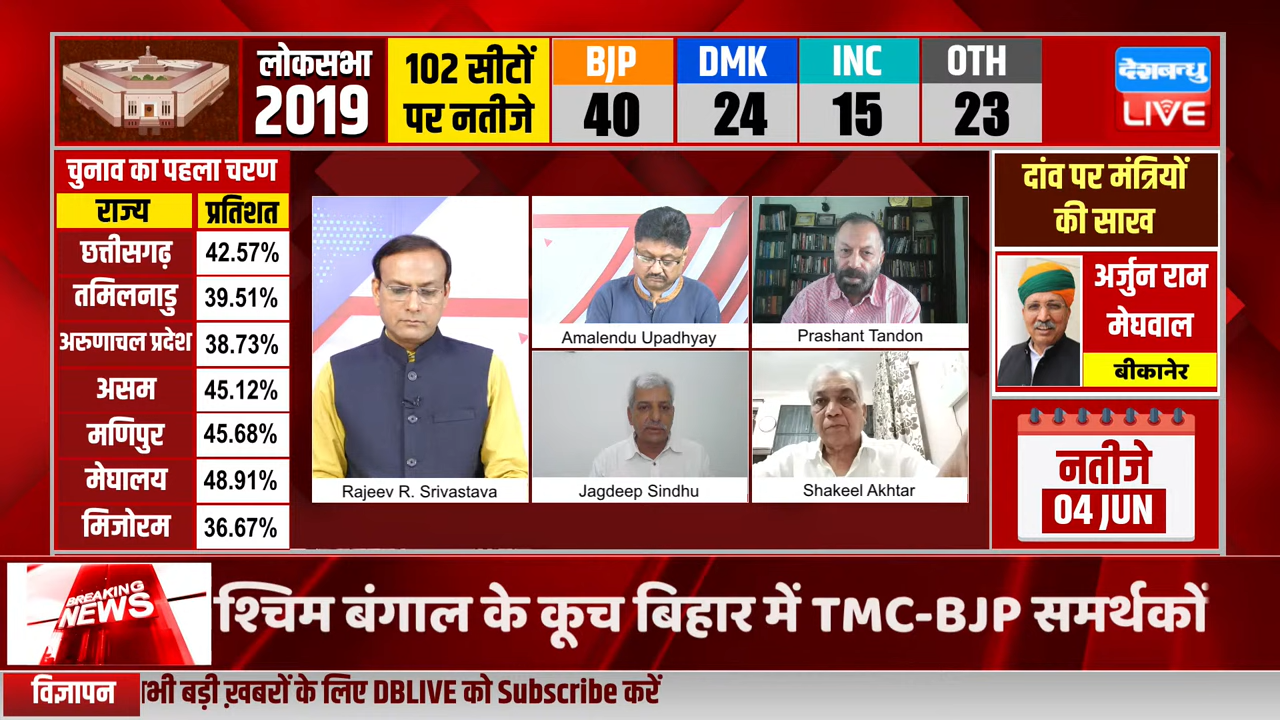 लोकसभा
2019
102 सीटों
पर नतीजे
BJP
40
DMK
24
INC
15
OTH
23
देशबन्धु
LIVE
चुनाव का पहला चरण
राज्य प्रतिशत
छत्तीसगढ़ 42.57%
तमिलनाडु 39.51%
अरुणाचल प्रदेश 38.73%
असम 45.12%
मणिपुर 45.68%
मेघालय 48.91%
मिजोरम 36.67%
Rajeev R. Srivastava
Amalendu Upadhyay
Prashant Tandon
Jagdeep Sindhu
Shakeel Akhtar
दांव पर मंत्रियों
की साख
अर्जुन राम
मेघवाल
बीकानेर
नतीजे
04 JUN
BREAKING
NEWS
श्चिम बंगाल के कूच बिहार में TMC-BJP समर्थकों
विज्ञापन
भी बड़ी ख़बरों के लिए DBLIVE को Subscribe करें